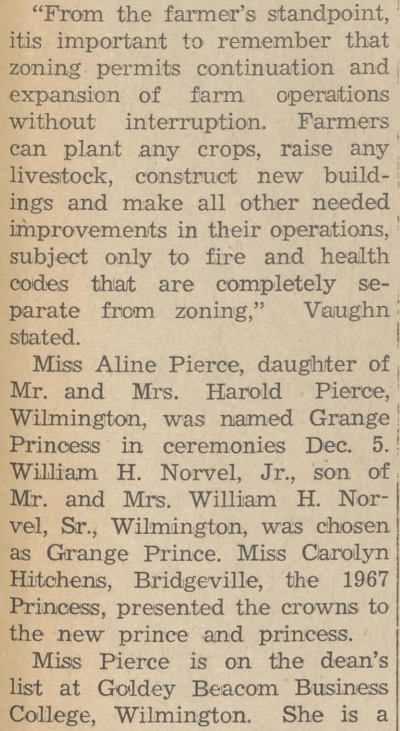 “From the farmer’s standpoint,
itis important to remember that
zoning permits continuation and
expansion of farm operations
without interruption. Farmers
can plant any crops, raise any
livestock, construct new build-
ings and make all other needed
improvements in their operations,
subject only to fire and health
codes that are completely se-
parate from zoning,” Vaughn
stated.
Miss Aline Pierce, daughter of
Mr. and Mrs. Harold Pierce,
Wilmington, was named Grange
Princess in ceremonies Dec. 5.
William H. Norvel, Jr., son of
Mr. and Mrs. William H. Nor-
vel, Sr., Wilmington, was chosen
as Grange Prince. Miss Carolyn
Hitchens, Bridgeville, the 1967
Princess, presented the crowns to
the new prince and princess.
Miss Pierce is on the dean’s
list at Goldey Beacom Business
College, Wilmington. She is a